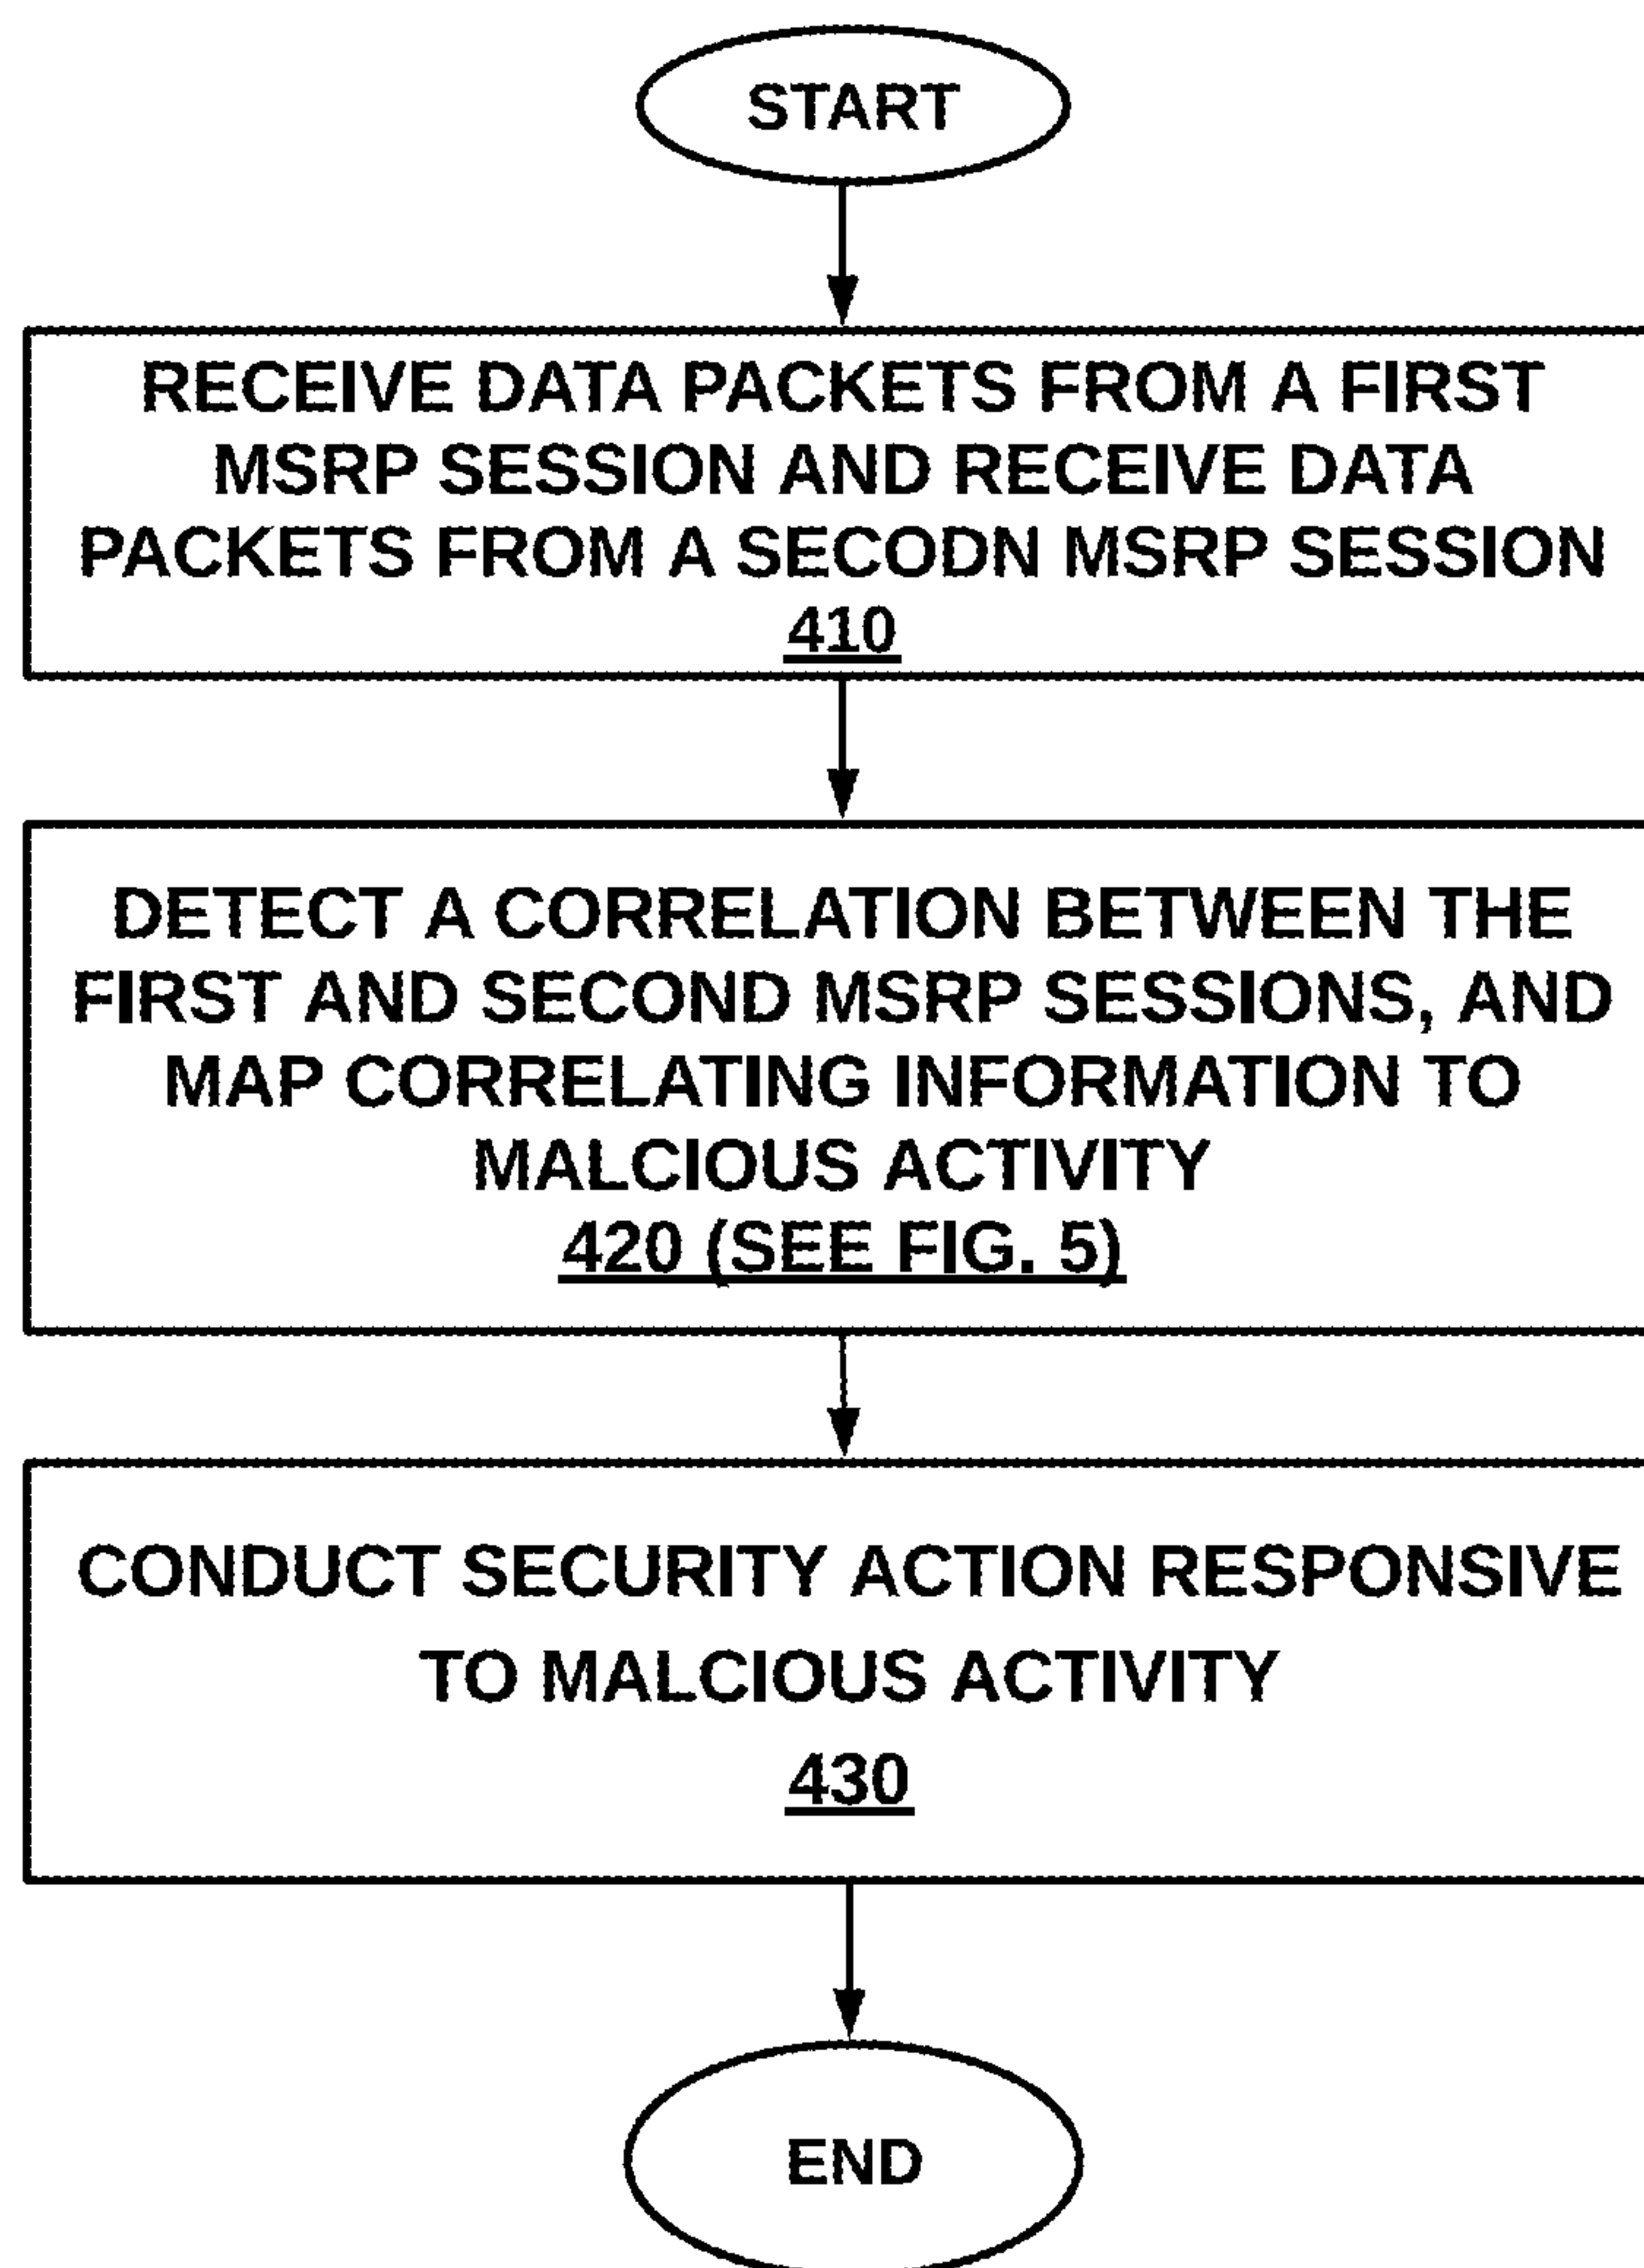 START
RECEIVE DATA PACKETS FROM A FIRST
MSRP SESSION AND RECEIVE DATA
PACKETS FROM A SECODN MSRP SESSION
410
DETECT A CORRELATION BETWEEN THE
FIRST AND SECOND MSRP SESSIONS, AND
MAP CORRELATING INFORMATION TO
MALCIOUS ACTIVITY
420 (SEE FIG. 5)
CONDUCT SECURITY ACTION RESPONSIVE
TO MALCIOUS ACTIVITY
430
END